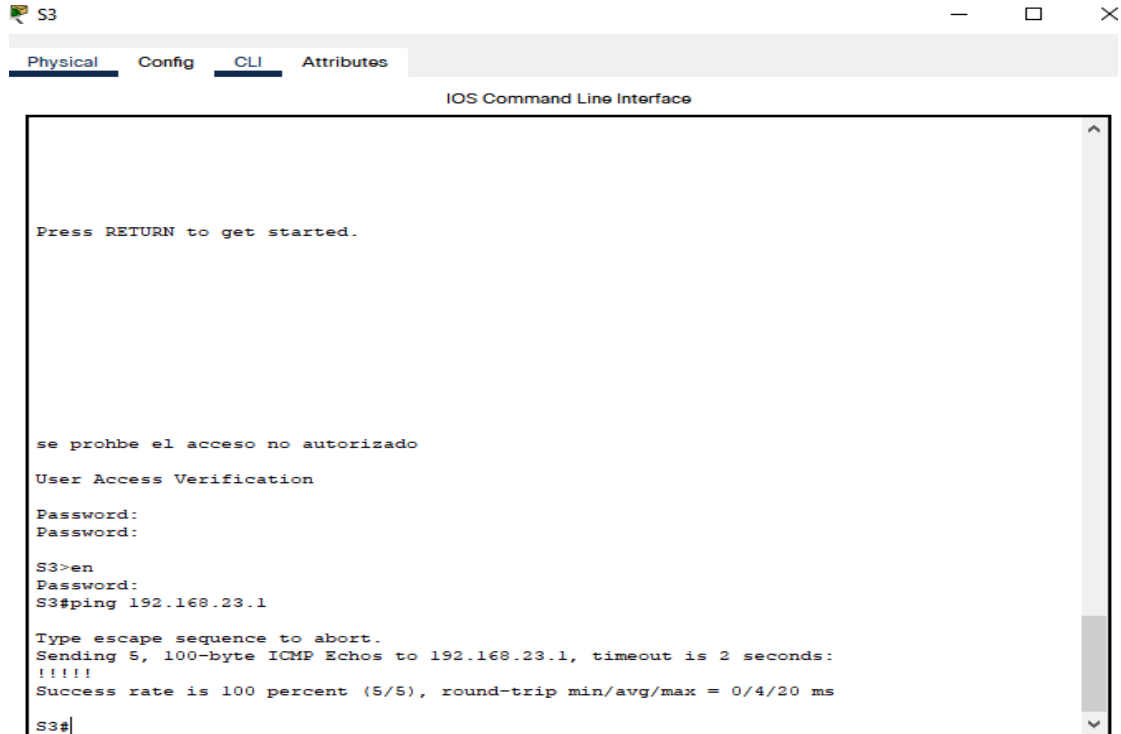 S3
Physical Config CLI Attributes
IOS Command Line Interface
Press RETURN to get started.
se prohbe el acceso no autorizado
User Access Verification
Password:
Password:
S3>en
Password:
S3#ping 192.168.23.1
Type escape sequence to abort.
Sending 5, 100-byte ICMP Echos to 192.168.23.1, timeout is 2 seconds:
!!!!!
Success rate is 100 percent (5/5), round-trip min/avg/max = 0/4/20 ms
S3#